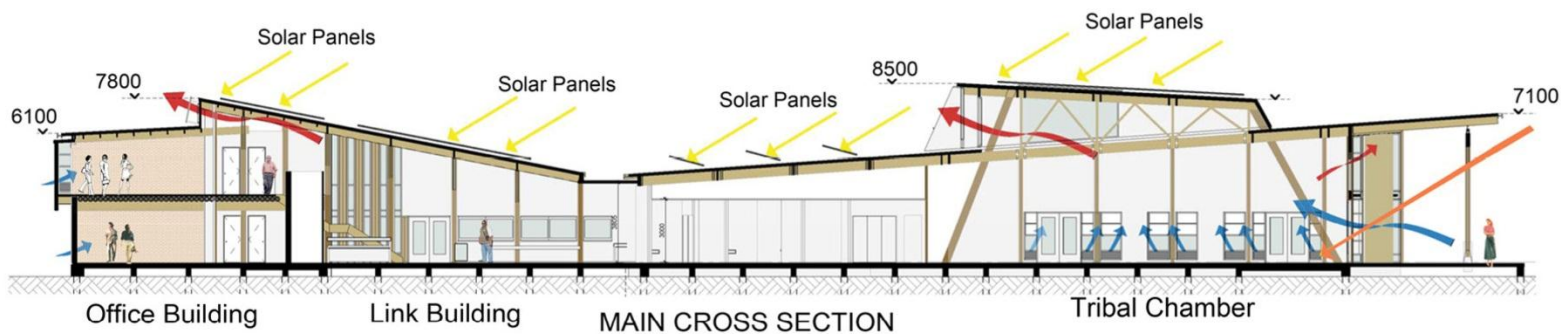 Solar Panels
Solar Panels
8500
7800
Solar Panels
Solar Panels
7100
6100
3000
Office Building
Link Building
MAIN CROSS SECTION
Tribal Chamber